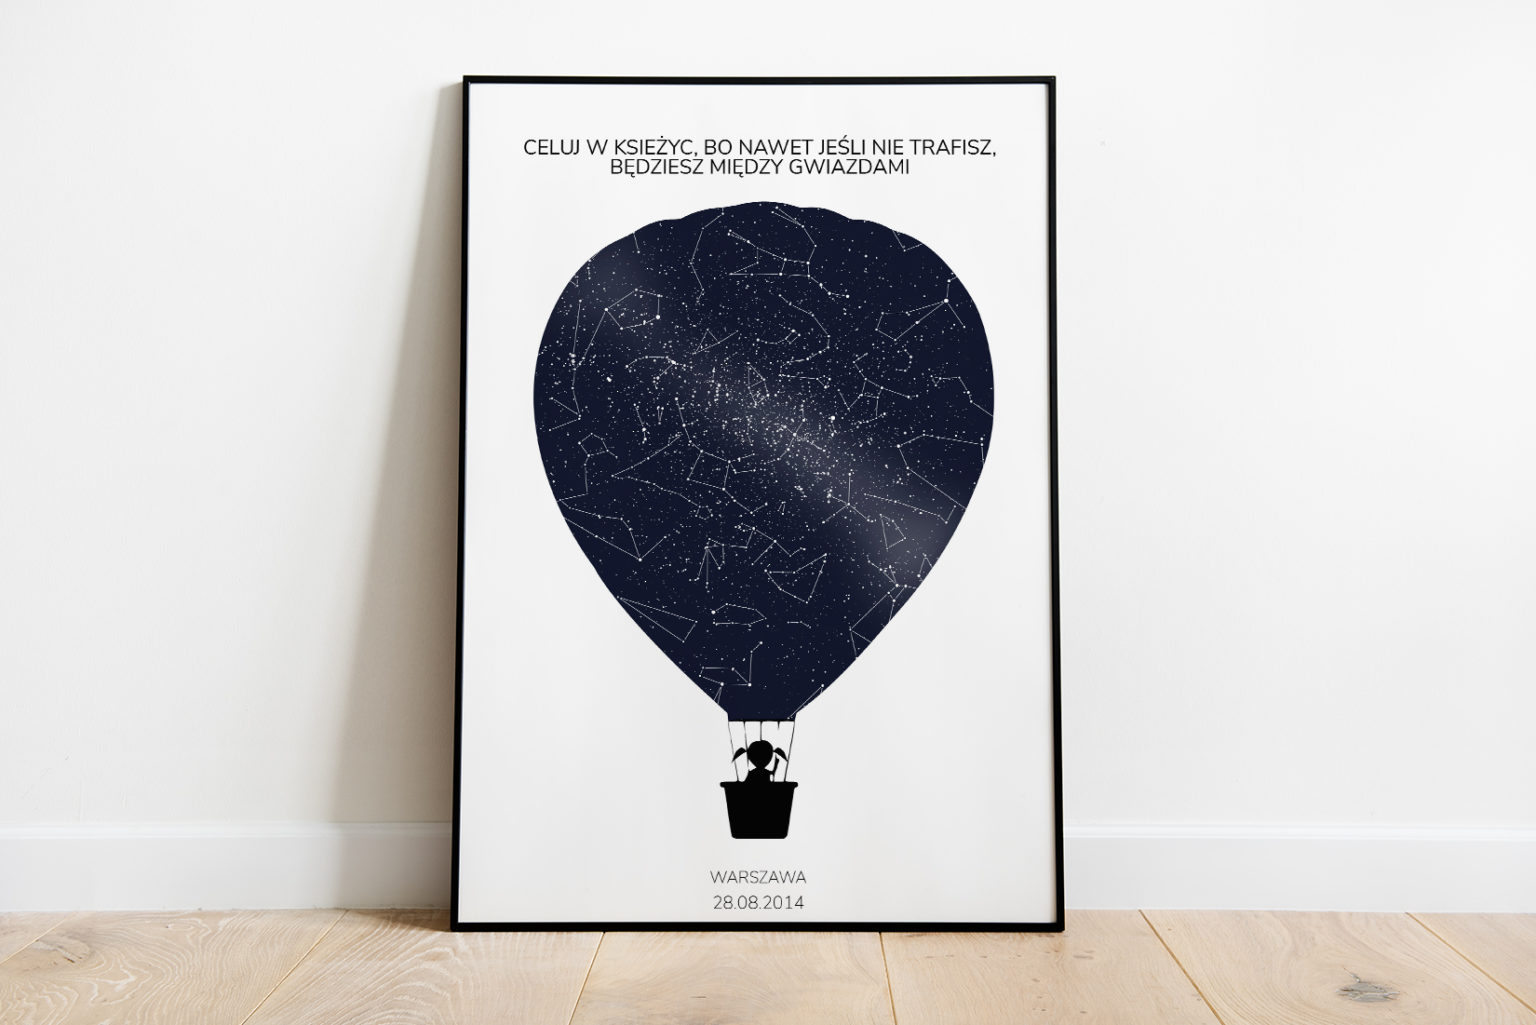 CELUJ W KSIEŻYC, BO NAWET JEŚLI NIE TRAFISZ,
BĘDZIESZ MIĘDZY GWIAZDAMI
WARSZAWA
28.08.2014